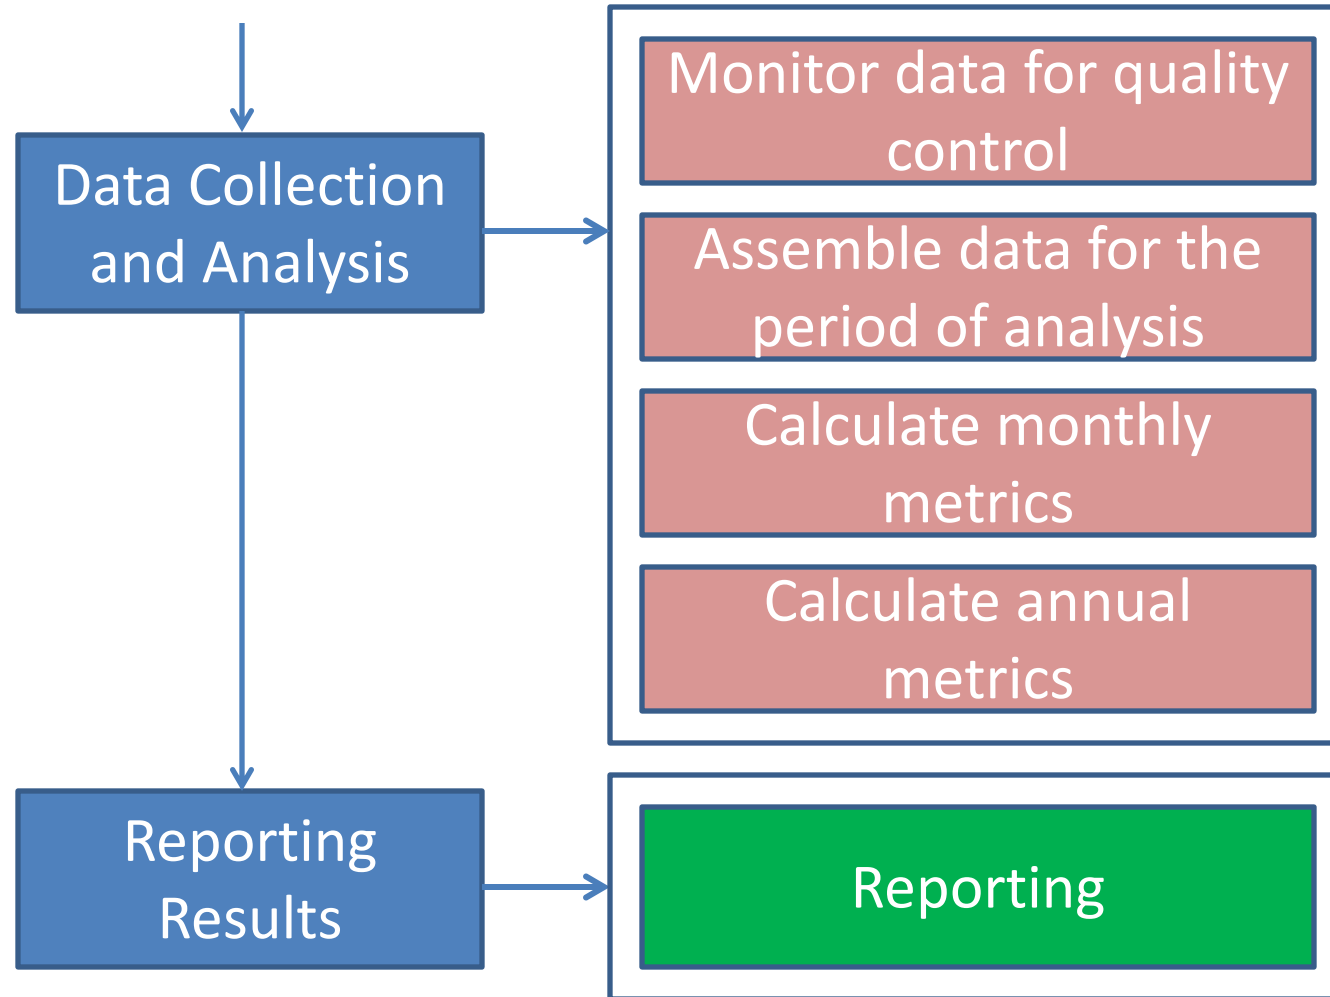 Data Collection
and Analysis
Monitor data for quality
control
Assemble data for the
period of analysis
Calculate monthly
metrics
Calculate annual
metrics
Reporting
Results
Reporting